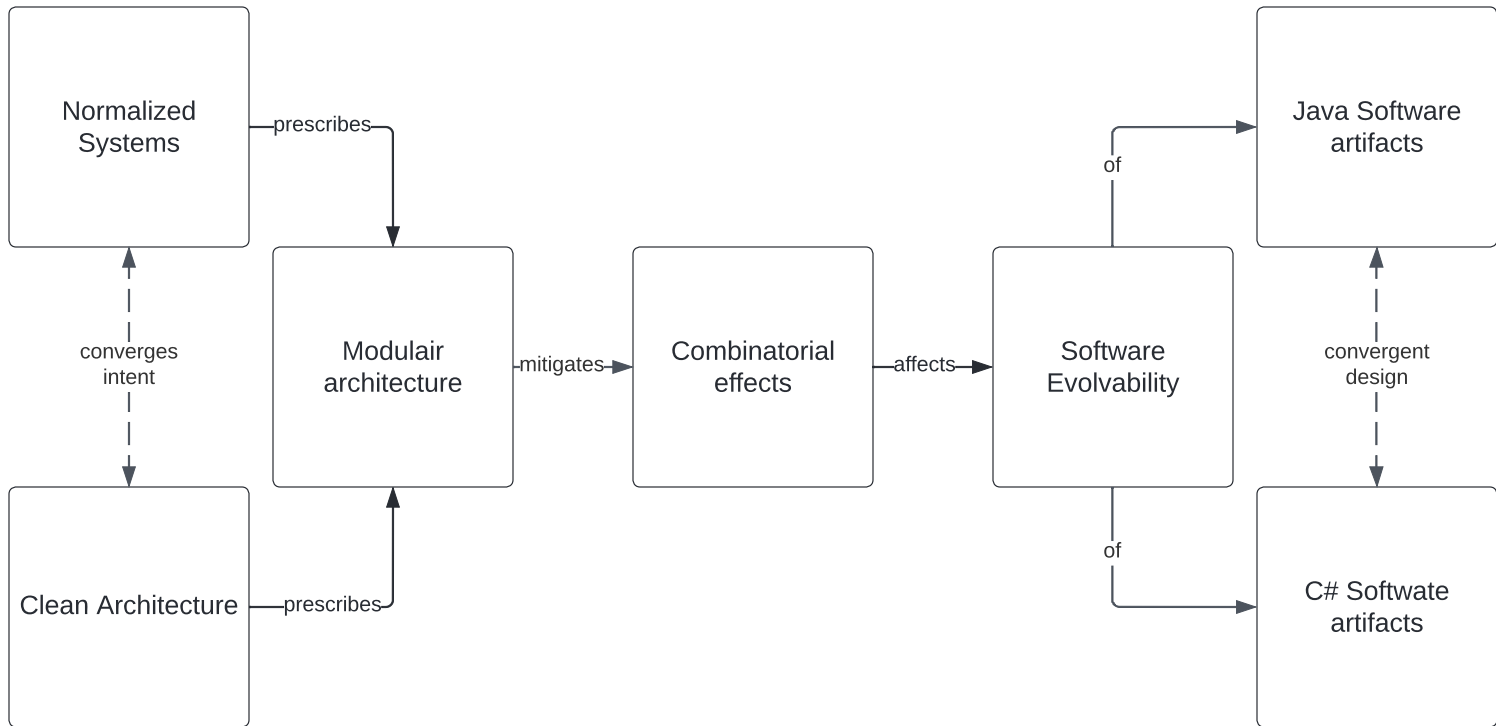 Normalized
Systems
prescribes
Java Software
artifacts
of
converges
intent
Modulair
architecture
mitigates
Combinatorial
effects
affects
Software
Evolvability
convergent
design
Clean Architecture
prescribes
of
C# Softwate
artifacts